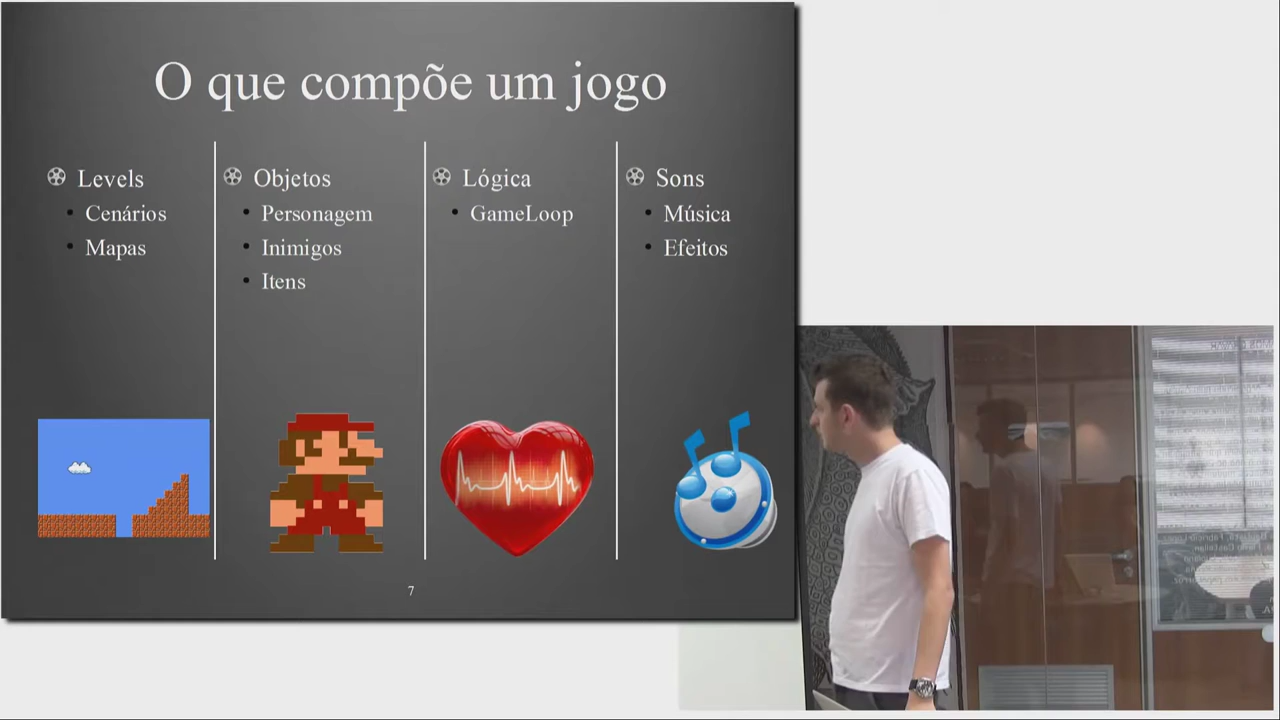 O que compõe um jogo
Levels
Cenários
Mapas
Objetos
Personagem
Inimigos
Itens
Lógica
GameLoop
Sons
Música
Efeitos
7